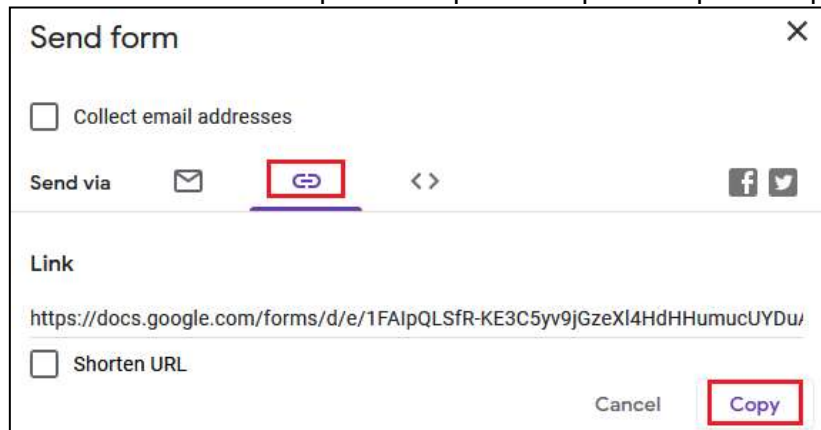 Send form
Collect email addresses
Send via
Link
https://docs.google.com/forms/d/e/1FAIpQLSfR-KE3C5yv9jGzeXl4HdHHumucUYDu
Shorten URL
Cancel Copy